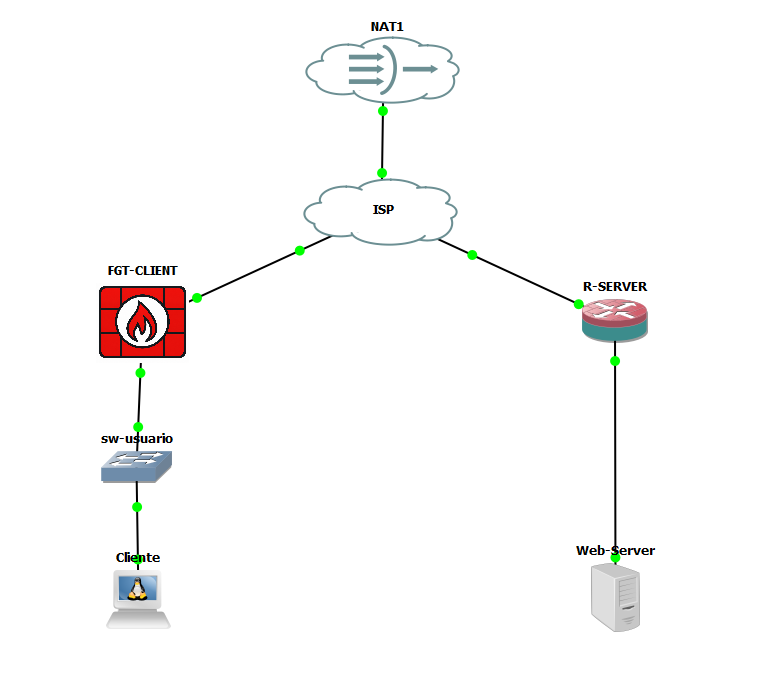 NAT1
ISP
FGT-CLIENT
R-SERVER
sw-usuario
Web-Server
Cliente